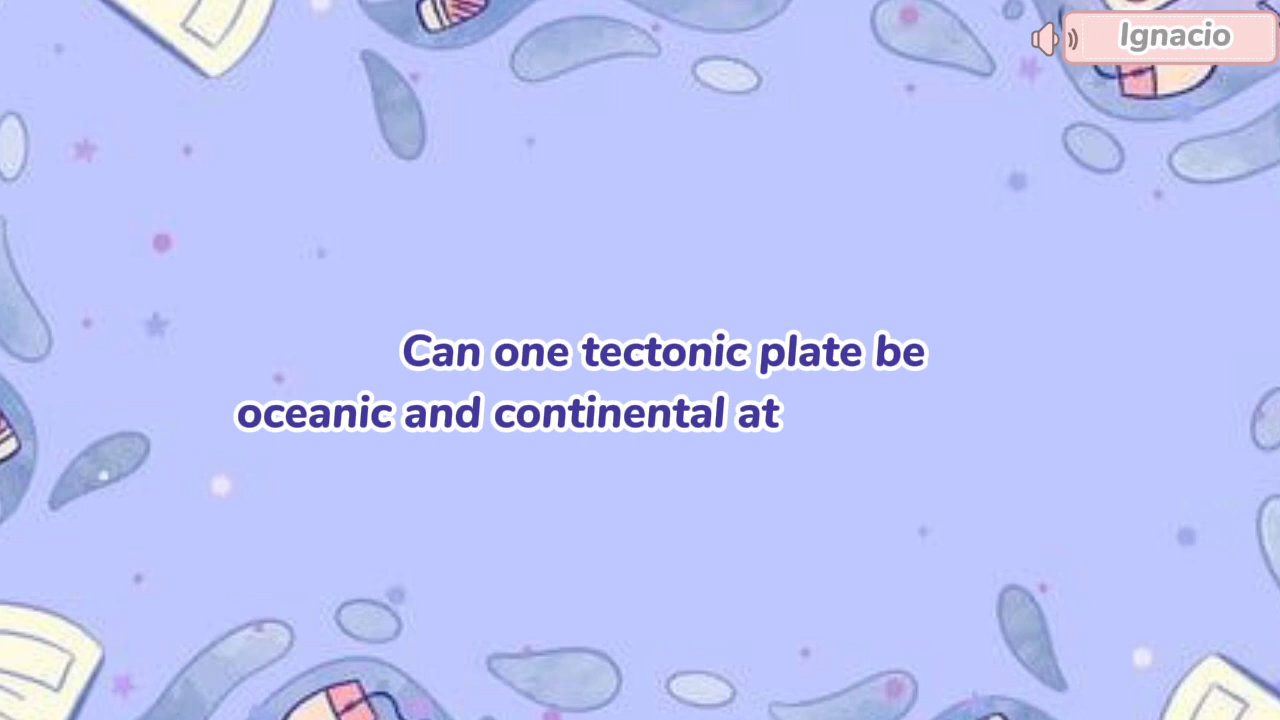 Ignacio
Can one tectonic plate be
oceanic and continental at